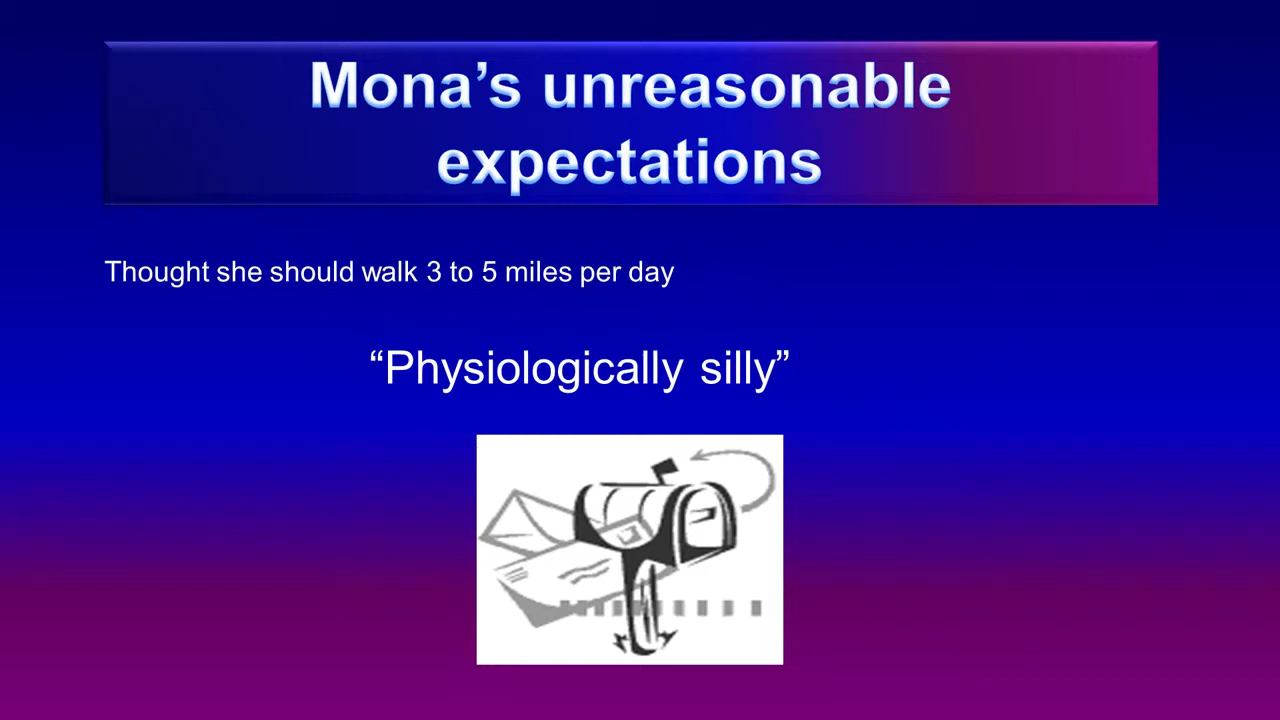 Mona’s unreasonable
expectations
Thought she should walk 3 to 5 miles per day
“Physiologically silly”